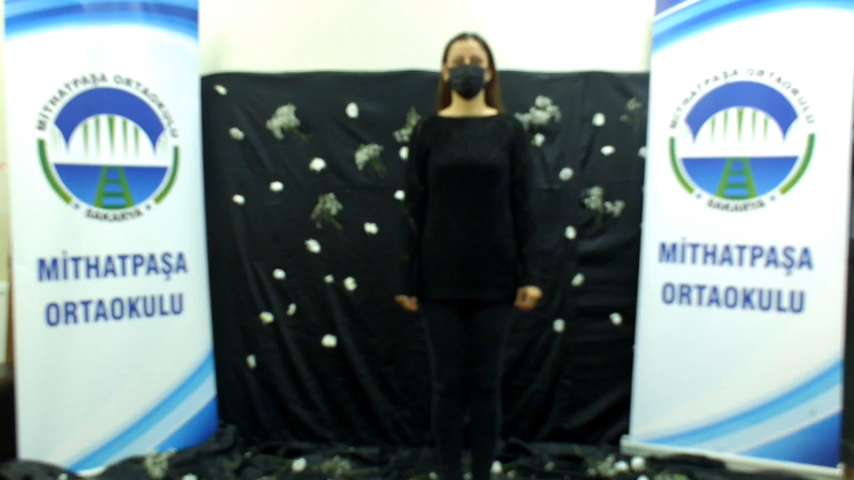 MİTHATPAŞA ORTAOKULU
SAKARYA
MİTHATPAŞA
ORTAOKULU
MİTHATPAŞA ORTAOKULU
SAKARYA
MİTHATPAŞA
ORTAOKULU